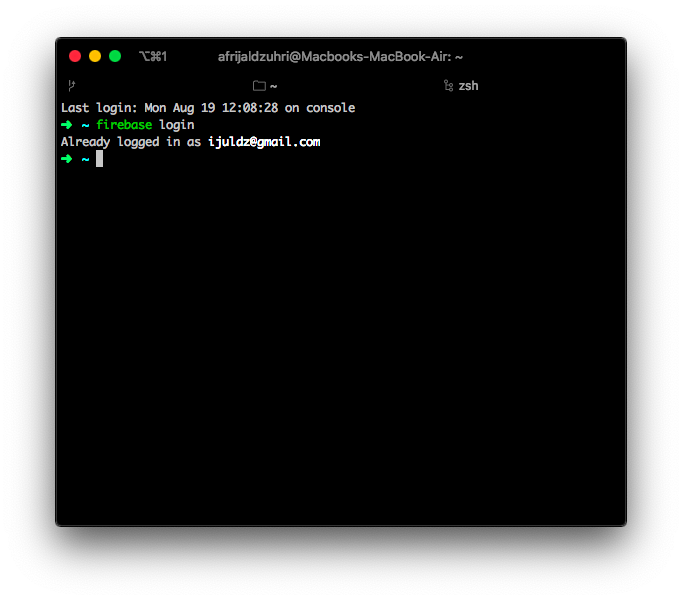 ⌥⌘1 afrijaldzuhri@Macbooks-MacBook-Air: ~
~ zsh
Last login: Mon Aug 19 12:08:28 on console
➜ ~ firebase login
Already logged in as ijuldz@gmail.com
➜ ~